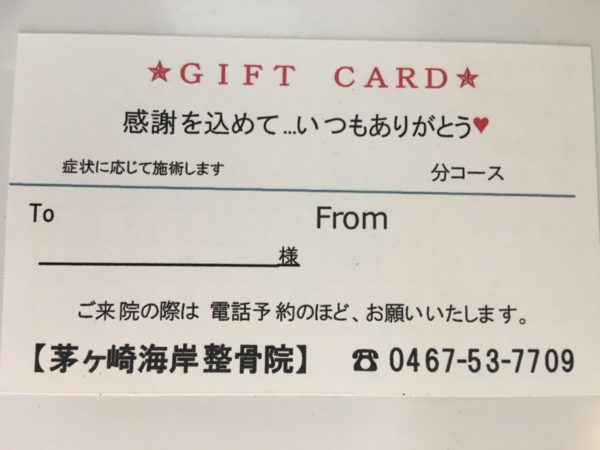 ★GIFT CARD★
感謝を込めて...いつもありがとう♥
症状に応じて施術します 分コース
To From
様
ご来院の際は 電話予約のほど、お願いいたします。
【茅ヶ崎海岸整骨院】 ☎ 0467-53-7709